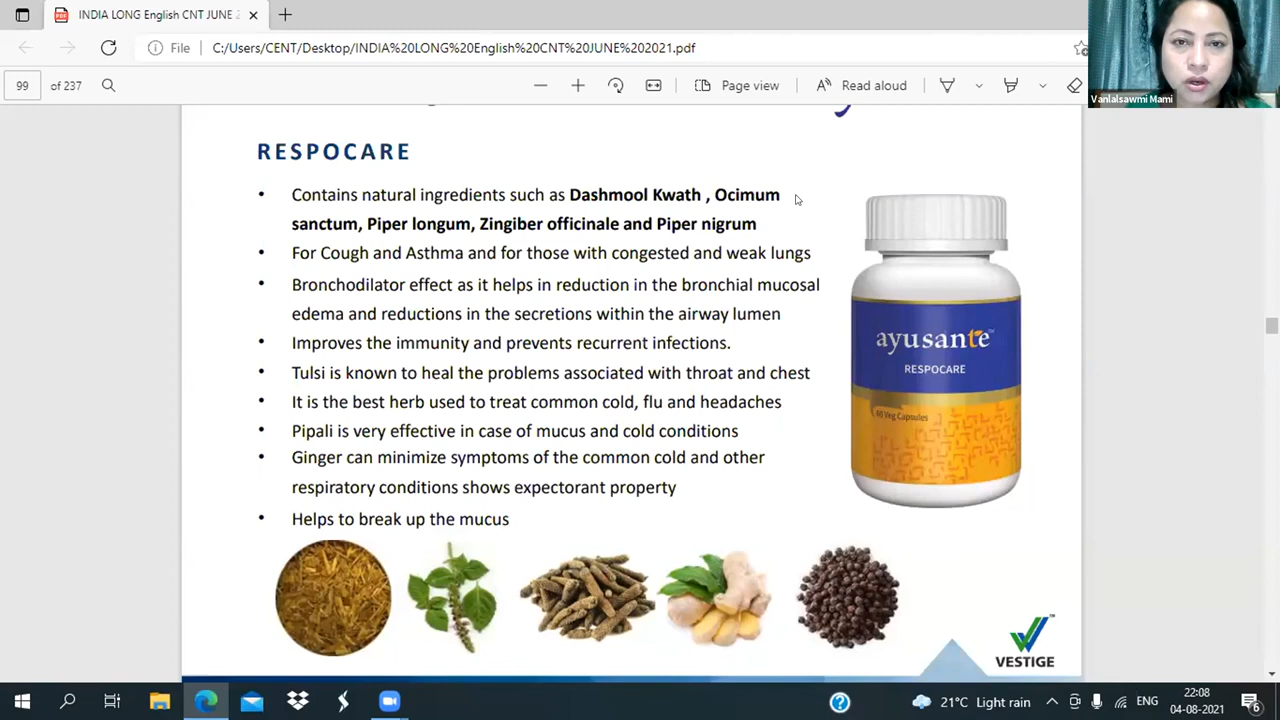 INDIA LONG English CNT JUNE 2
File
C:/Users/CENT/Desktop/INDIA%20LONG%20English%20CNT%20JUNE%202021.pdf
99 of 237
Page view
Read aloud
Vanlalsawmi Mami
RESPOCARE
• Contains natural ingredients such as Dashmool Kwath , Ocimum
sanctum, Piper longum, Zingiber officinale and Piper nigrum
• For Cough and Asthma and for those with congested and weak lungs
• Bronchodilator effect as it helps in reduction in the bronchial mucosal
edema and reductions in the secretions within the airway lumen
• Improves the immunity and prevents recurrent infections.
• Tulsi is known to heal the problems associated with throat and chest
• It is the best herb used to treat common cold, flu and headaches
• Pipali is very effective in case of mucus and cold conditions
• Ginger can minimize symptoms of the common cold and other
respiratory conditions shows expectorant property
• Helps to break up the mucus
ayusante™
RESPOCARE
60 Veg Capsules
VESTIGE
21°C Light rain
ENG
22:08
04-08-2021
6